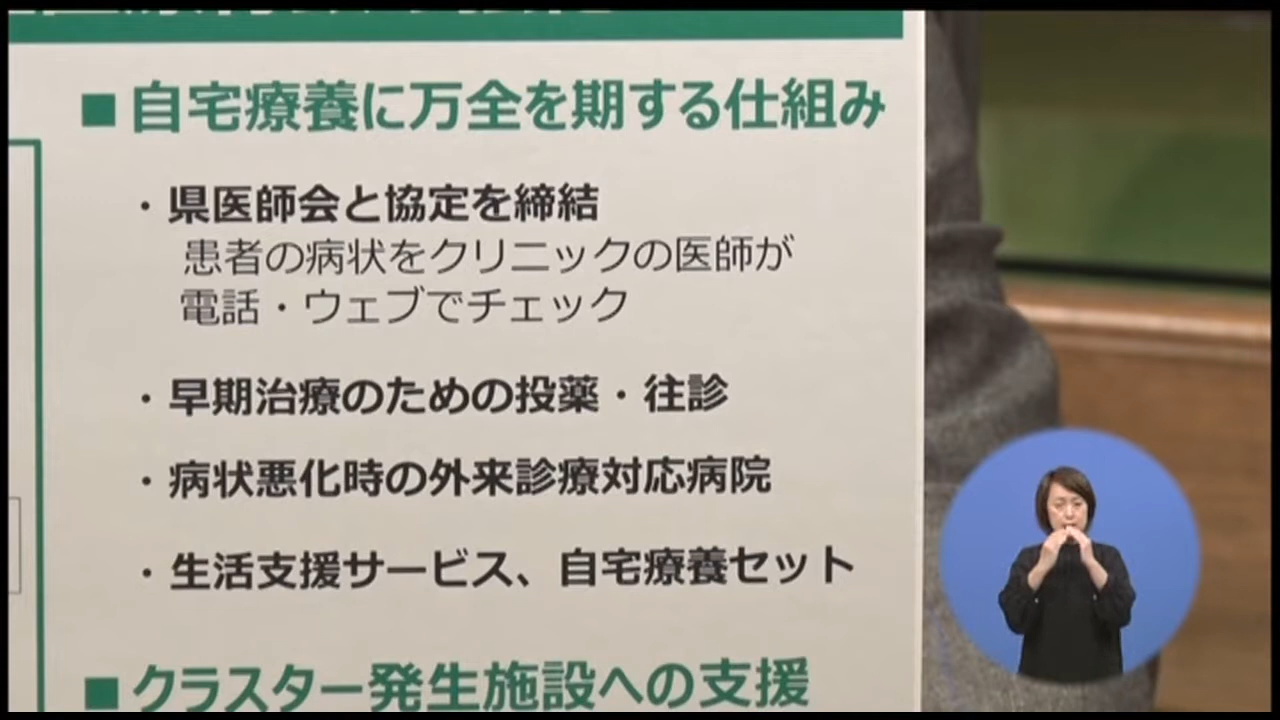 ■自宅療養に万全を期する仕組み
・県医師会と協定を締結
患者の病状をクリニックの医師が
電話・ウェブでチェック
・早期治療のための投薬・往診
・病状悪化時の外来診療対応病院
・生活支援サービス、自宅療養セット
■クラスター発生施設への支援